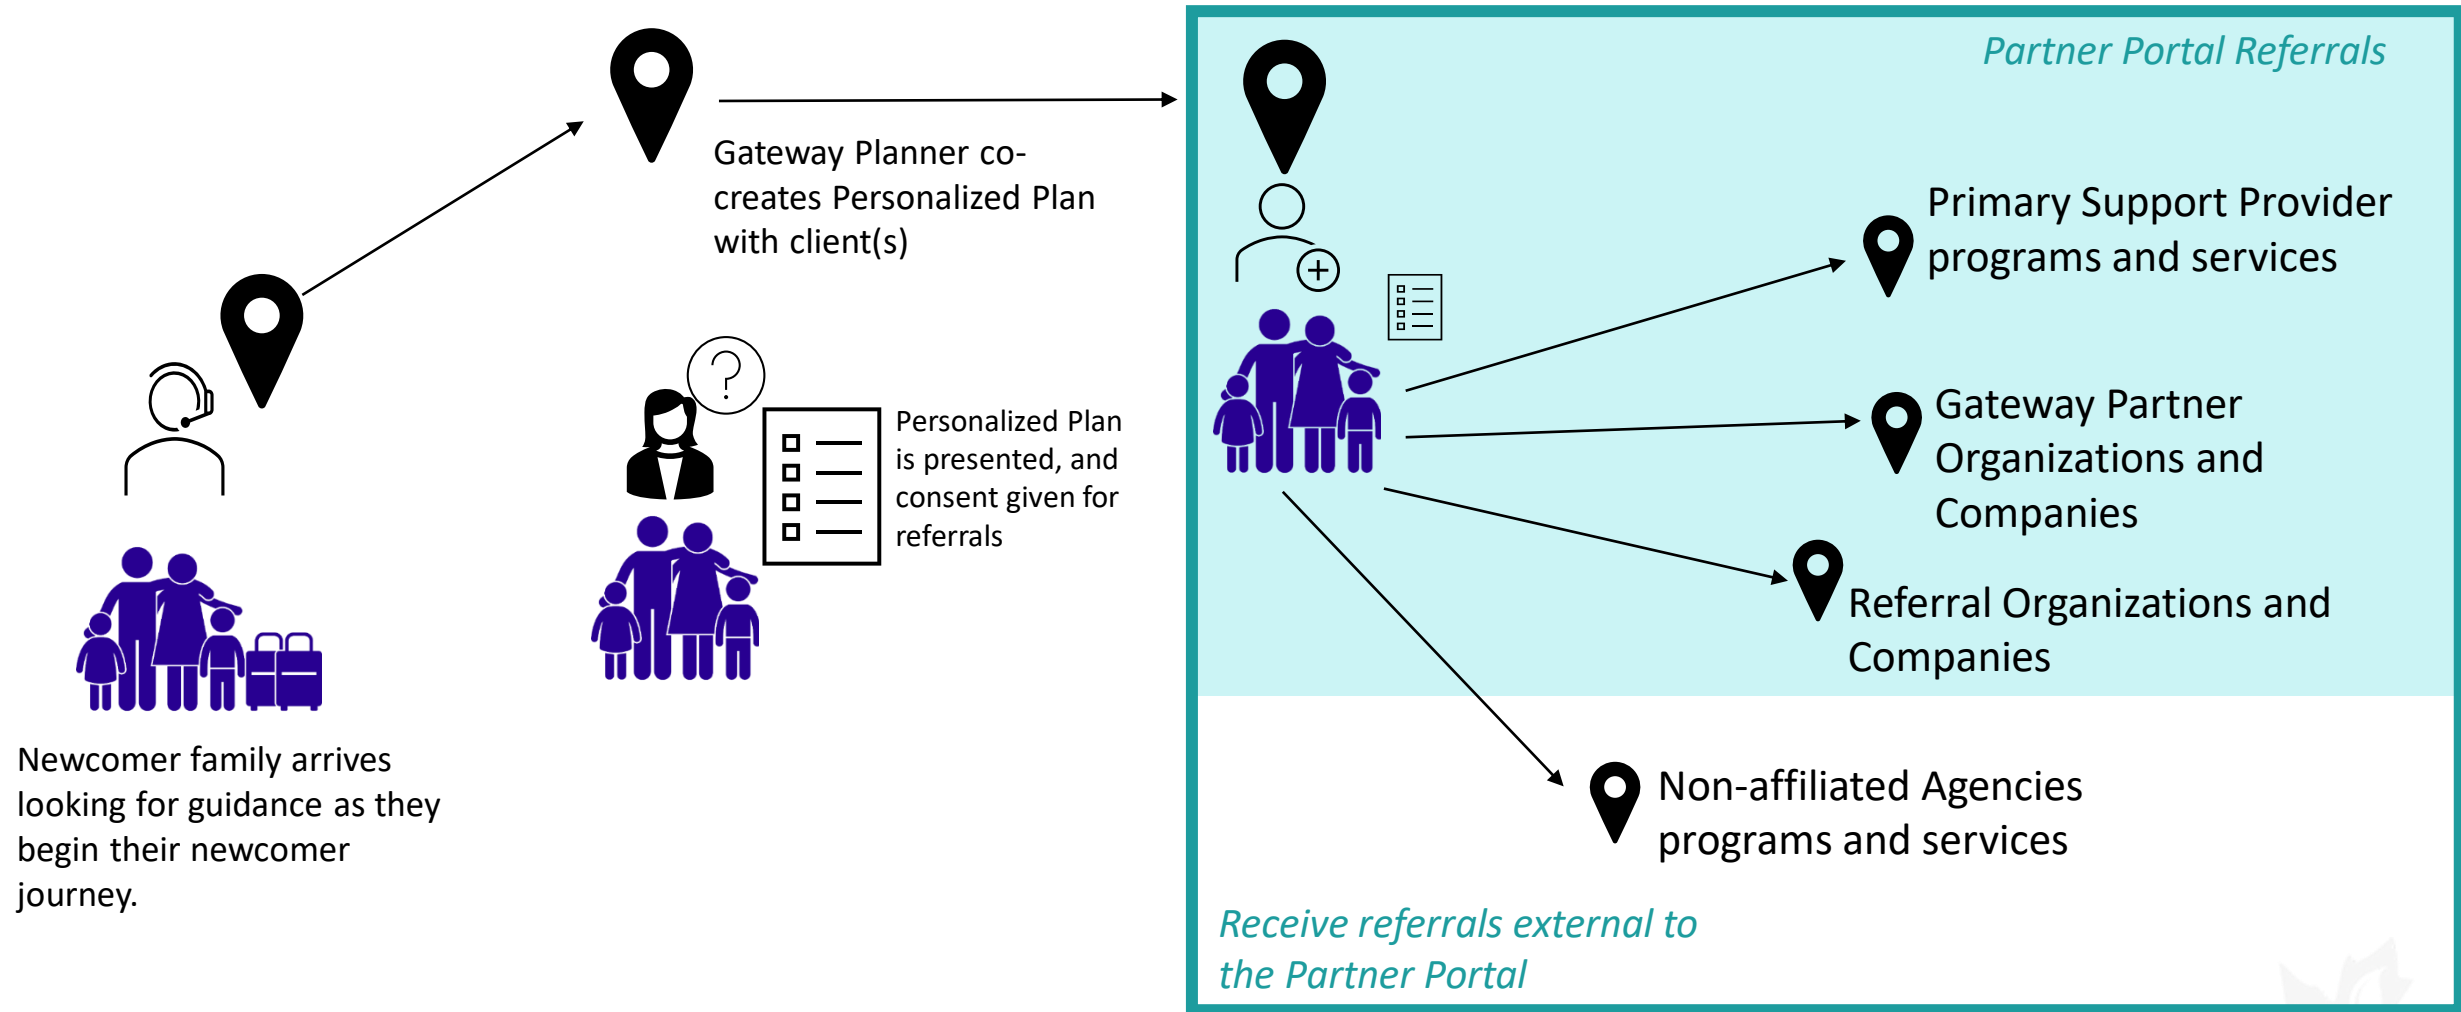 Partner Portal Referrals
Gateway Planner co-
creates Personalized Plan
with client(s)
Primary Support Provider
programs and services
Personalized Plan
is presented, and
consent given for
referrals
Gateway Partner
Organizations and
Companies
Referral Organizations and
Companies
Newcomer family arrives
looking for guidance as they
begin their newcomer
journey.
Non-affiliated Agencies
programs and services
Receive referrals external to
the Partner Portal